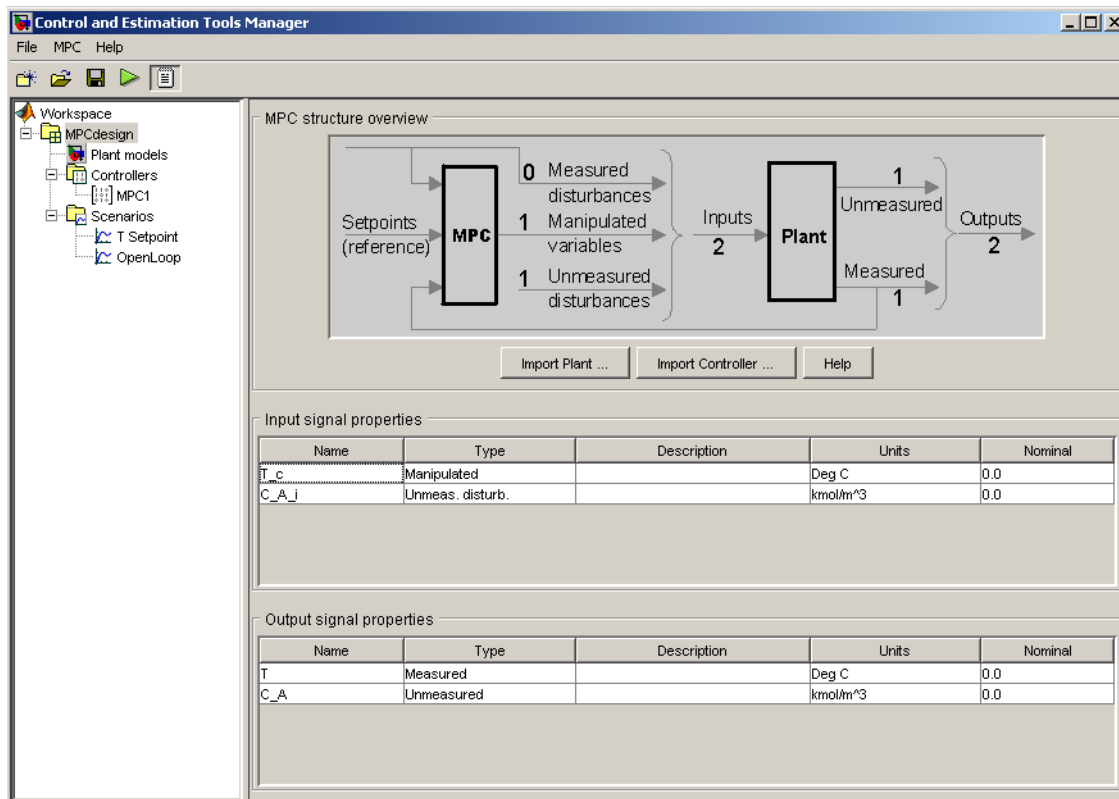 Control and Estimation Tools Manager
File MPC Help
Workspace
MPCdesign
Plant models
Controllers
MPC1
Scenarios
T Setpoint
OpenLoop
MPC structure overview
Setpoints
(reference)
MPC
0 Measured
disturbances
1 Manipulated
variables
1 Unmeasured
disturbances
Inputs
2
Plant
1
Unmeasured
Measured
1
Outputs
2
Import Plant ... Import Controller ... Help
Input signal properties
Name Type Description Units Nominal
T_c Manipulated Deg C 0.0
C_A_i Unmeas. disturb. kmol/m^3 0.0
Output signal properties
Name Type Description Units Nominal
T Measured Deg C 0.0
C_A Unmeasured kmol/m^3 0.0